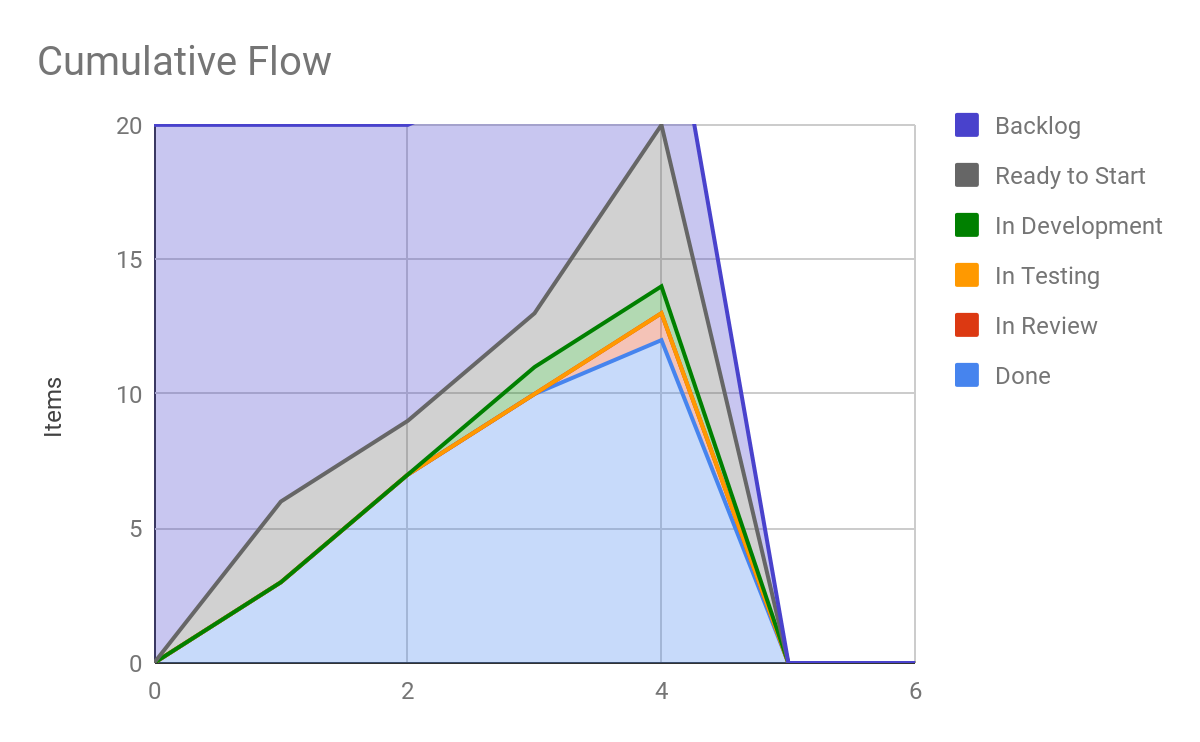 Cumulative Flow
20
15
10
5
0
Items
0
2
4
6
Backlog
Ready to Start
In Development
In Testing
In Review
Done